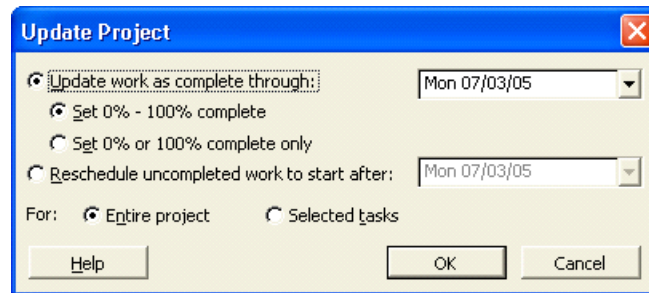 Update Project
Update work as complete through: Mon 07/03/05
Set 0% - 100% complete
Set 0% or 100% complete only
Reschedule uncompleted work to start after: Mon 07/03/05
For: Entire project Selected tasks
Help OK Cancel